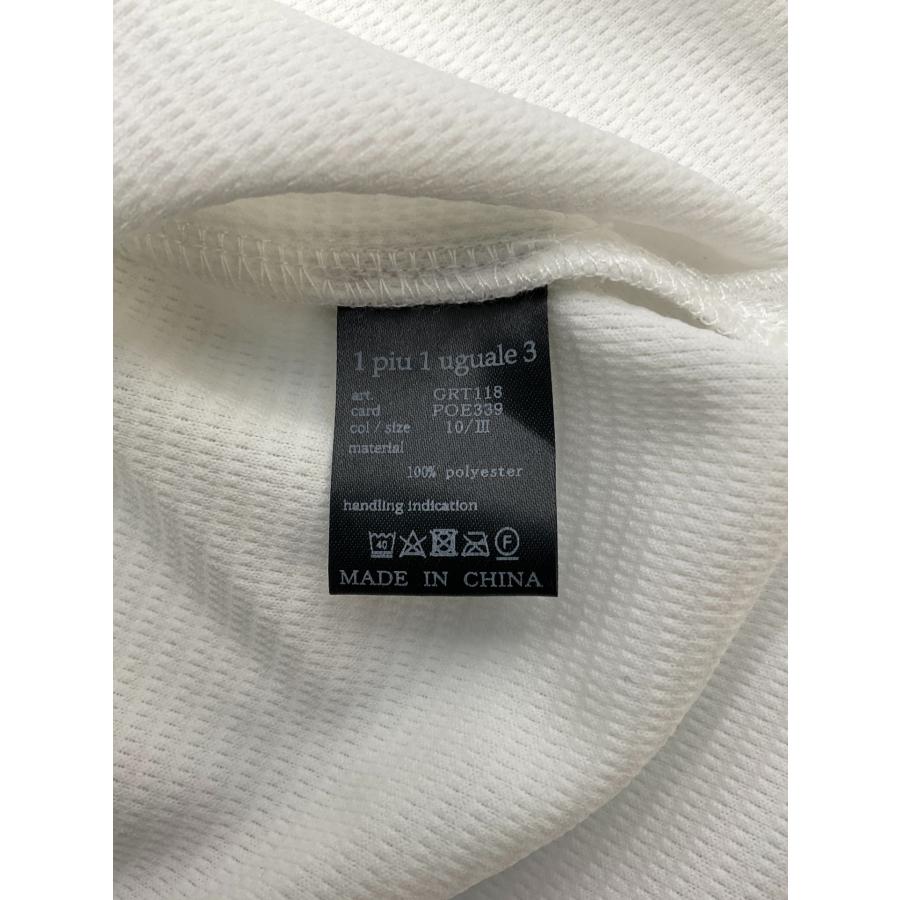 1 piu 1 uguale 3
art. GRT118
card POE339
col / size 10/Ⅲ
material
100% polyester
handling indication
40 F
MADE IN CHINA